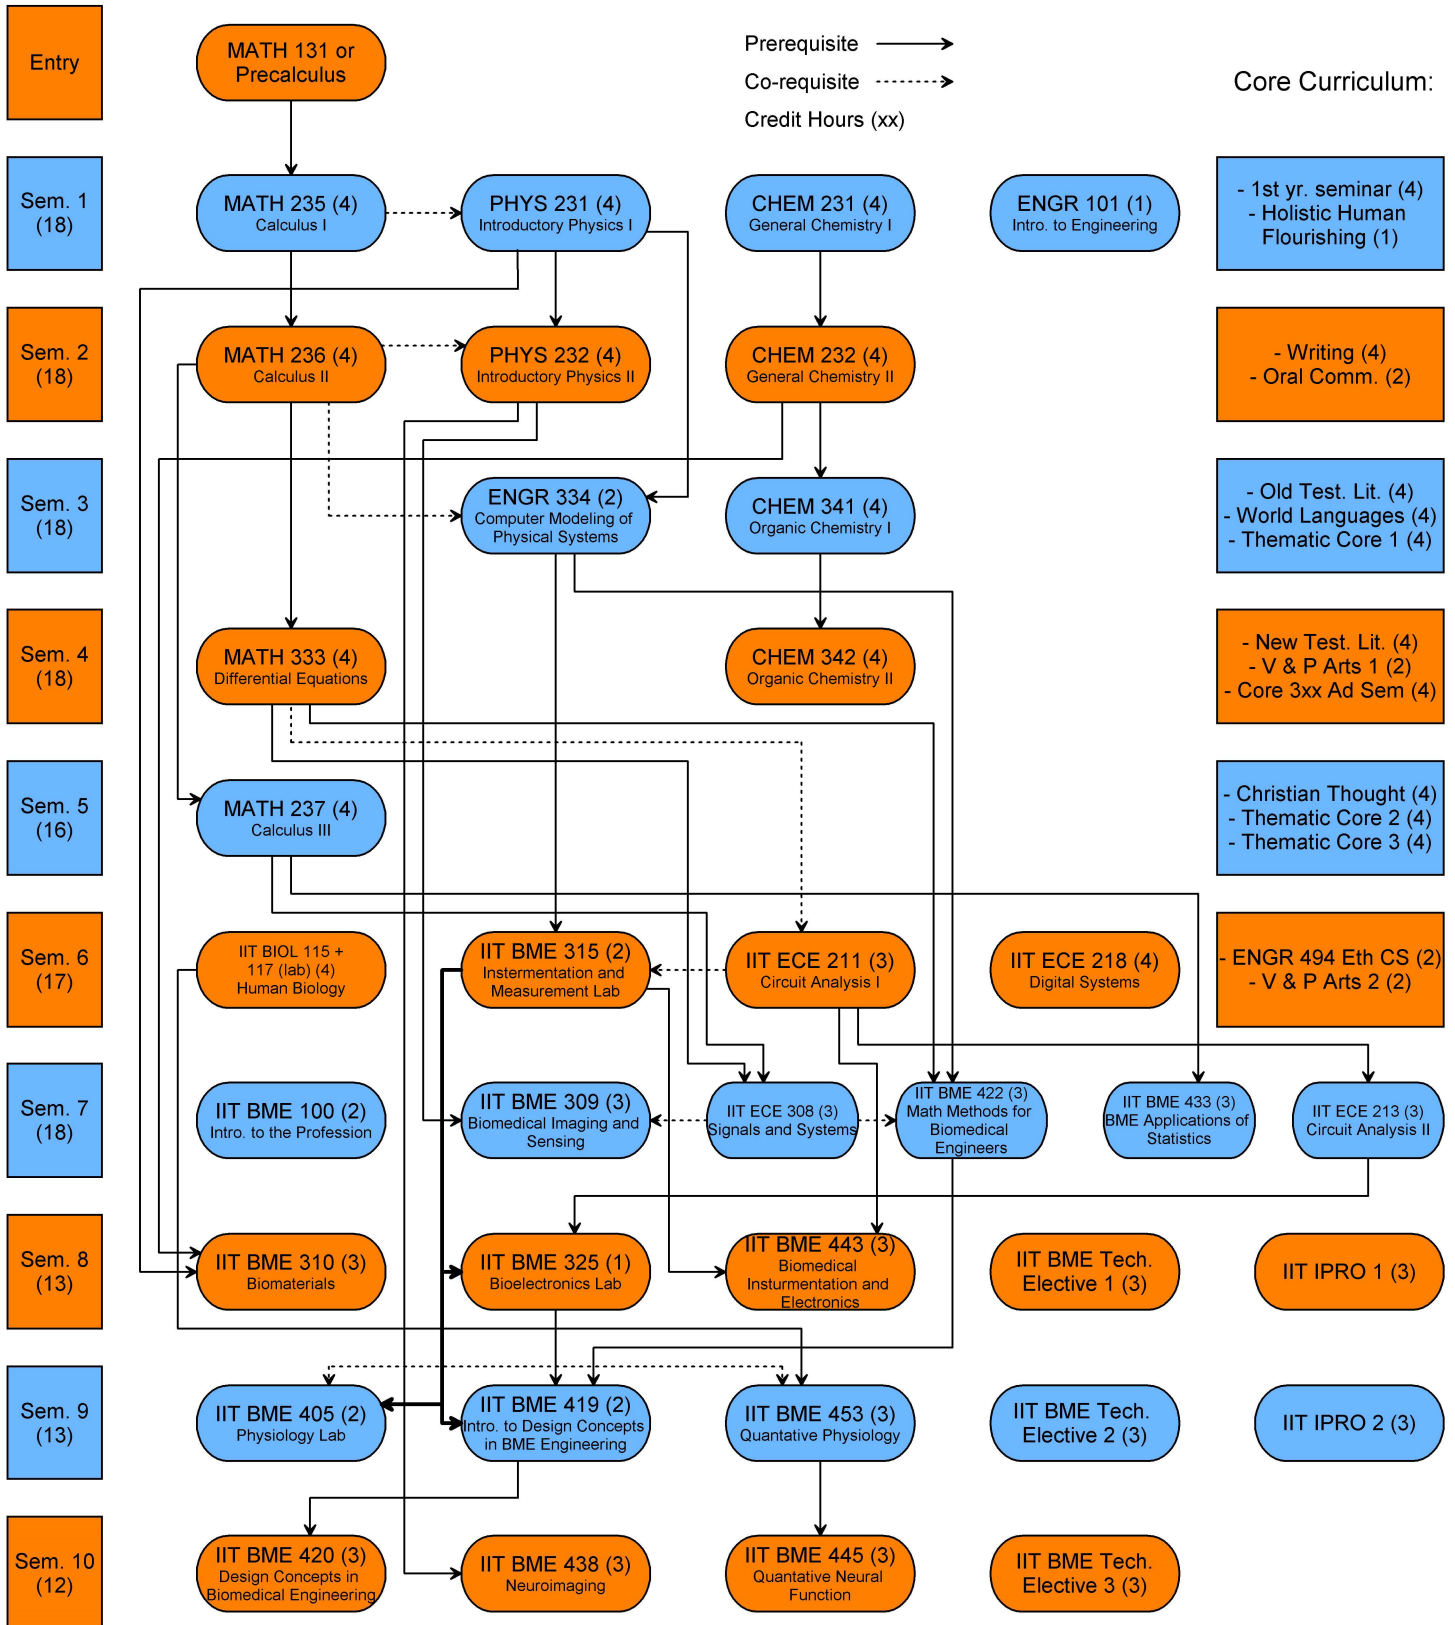 Entry
MATH 131 or
Precalculus
Prerequisite
Co-requisite
Credit Hours (xx)
Core Curriculum:
Sem. 1
(18)
MATH 235 (4)
Calculus I
PHYS 231 (4)
Introductory Physics I
CHEM 231 (4)
General Chemistry I
ENGR 101 (1)
Intro. to Engineering
- 1st yr. seminar (4)
- Holistic Human
Flourishing (1)
Sem. 2
(18)
MATH 236 (4)
Calculus II
PHYS 232 (4)
Introductory Physics II
CHEM 232 (4)
General Chemistry II
- Writing (4)
- Oral Comm. (2)
Sem. 3
(18)
ENGR 334 (2)
Computer Modeling of
Physical Systems
CHEM 341 (4)
Organic Chemistry I
- Old Test. Lit. (4)
- World Languages (4)
- Thematic Core 1 (4)
Sem. 4
(18)
MATH 333 (4)
Differential Equations
CHEM 342 (4)
Organic Chemistry II
- New Test. Lit. (4)
- V & P Arts 1 (2)
- Core 3xx Ad Sem (4)
Sem. 5
(16)
MATH 237 (4)
Calculus III
- Christian Thought (4)
- Thematic Core 2 (4)
- Thematic Core 3 (4)
Sem. 6
(17)
IIT BIOL 115 +
117 (lab) (4)
Human Biology
IIT BME 315 (2)
Instermentation and
Measurement Lab
IIT ECE 211 (3)
Circuit Analysis I
IIT ECE 218 (4)
Digital Systems
- ENGR 494 Eth CS (2)
- V & P Arts 2 (2)
Sem. 7
(18)
IIT BME 100 (2)
Intro. to the Profession
IIT BME 309 (3)
Biomedical Imaging and
Sensing
IIT ECE 308 (3)
Signals and Systems
IIT BME 422 (3)
Math Methods for
Biomedical
Engineers
IIT BME 433 (3)
BME Applications of
Statistics
IIT ECE 213 (3)
Circuit Analysis II
Sem. 8
(13)
IIT BME 310 (3)
Biomaterials
IIT BME 325 (1)
Bioelectronics Lab
IIT BME 443 (3)
Biomedical
Insturmentation and
Electronics
IIT BME Tech.
Elective 1 (3)
IIT IPRO 1 (3)
Sem. 9
(13)
IIT BME 405 (2)
Physiology Lab
IIT BME 419 (2)
Intro. to Design Concepts
in BME Engineering
IIT BME 453 (3)
Quantative Physiology
IIT BME Tech.
Elective 2 (3)
IIT IPRO 2 (3)
Sem. 10
(12)
IIT BME 420 (3)
Design Concepts in
Biomedical Engineering
IIT BME 438 (3)
Neuroimaging
IIT BME 445 (3)
Quantative Neural
Function
IIT BME Tech.
Elective 3 (3)